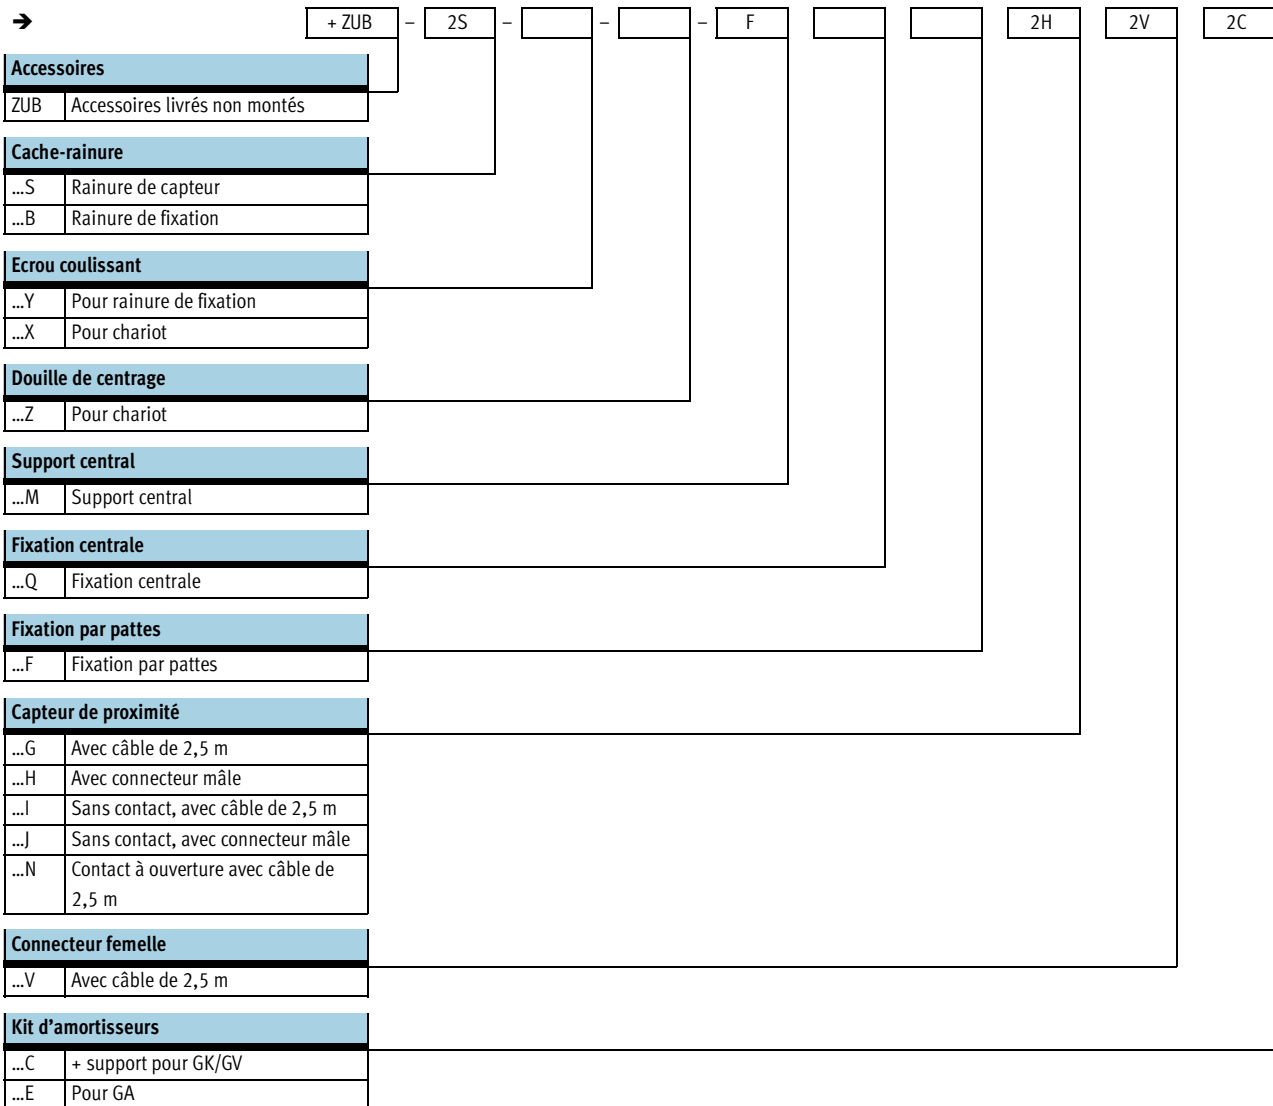 ➔ + ZUB – 2S – – – F 2H 2V 2C
Accessoires
ZUB Accessoires livrés non montés
Cache-rainure
...S Rainure de capteur
...B Rainure de fixation
Ecrou coulissant
...Y Pour rainure de fixation
...X Pour chariot
Douille de centrage
...Z Pour chariot
Support central
...M Support central
Fixation centrale
...Q Fixation centrale
Fixation par pattes
...F Fixation par pattes
Capteur de proximité
...G Avec câble de 2,5 m
...H Avec connecteur mâle
...I Sans contact, avec câble de 2,5 m
...J Sans contact, avec connecteur mâle
...N Contact à ouverture avec câble de
2,5 m
Connecteur femelle
...V Avec câble de 2,5 m
Kit d’amortisseurs
...C + support pour GK/GV
...E Pour GA